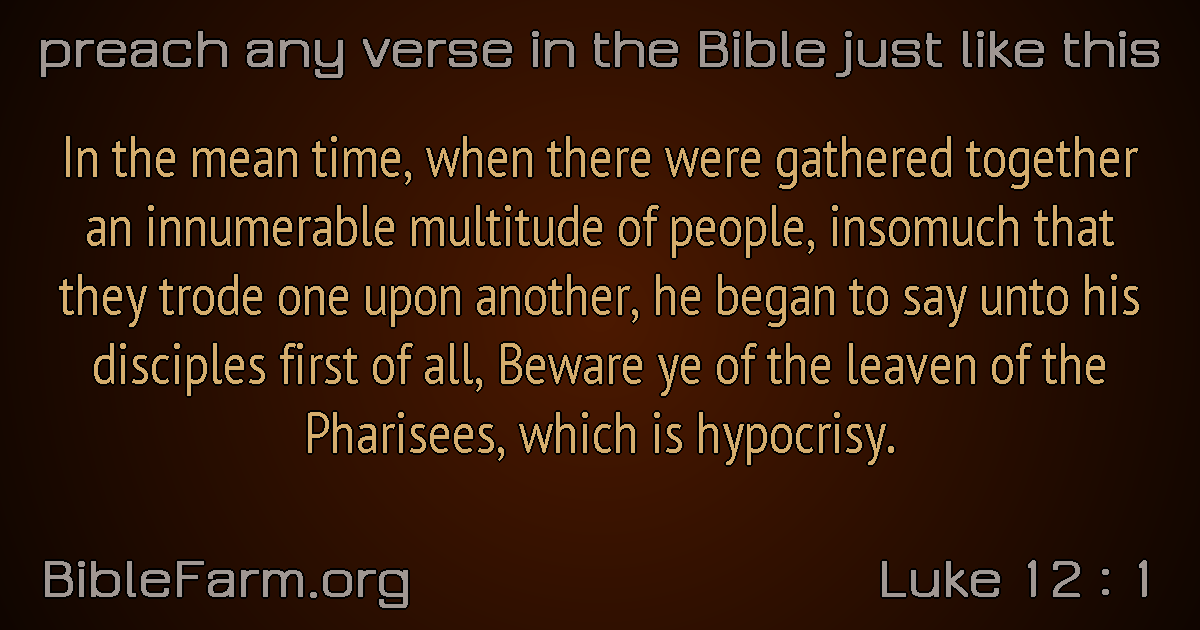 preach any verse in the Bible just like this
In the mean time, when there were gathered together
an innumerable multitude of people, insomuch that
they trode one upon another, he began to say unto his
disciples first of all, Beware ye of the leaven of the
Pharisees, which is hypocrisy.
BibleFarm.org
Luke 12 : 1